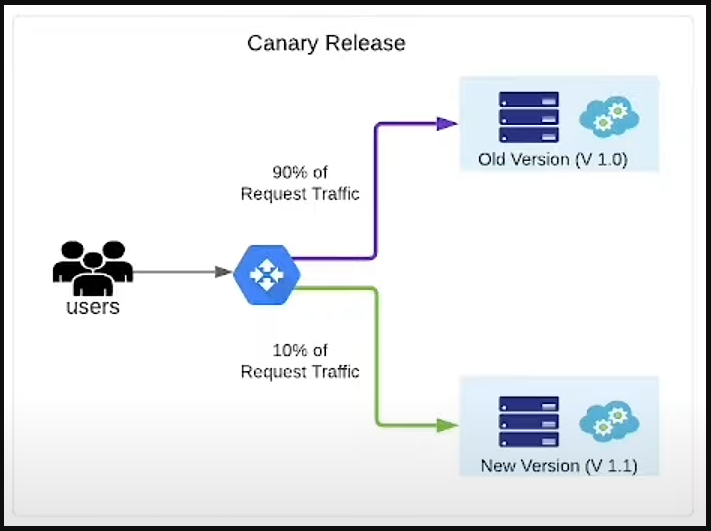 Canary Release
90% of
Request Traffic
Old Version (V 1.0)
users
10% of
Request Traffic
New Version (V 1.1)